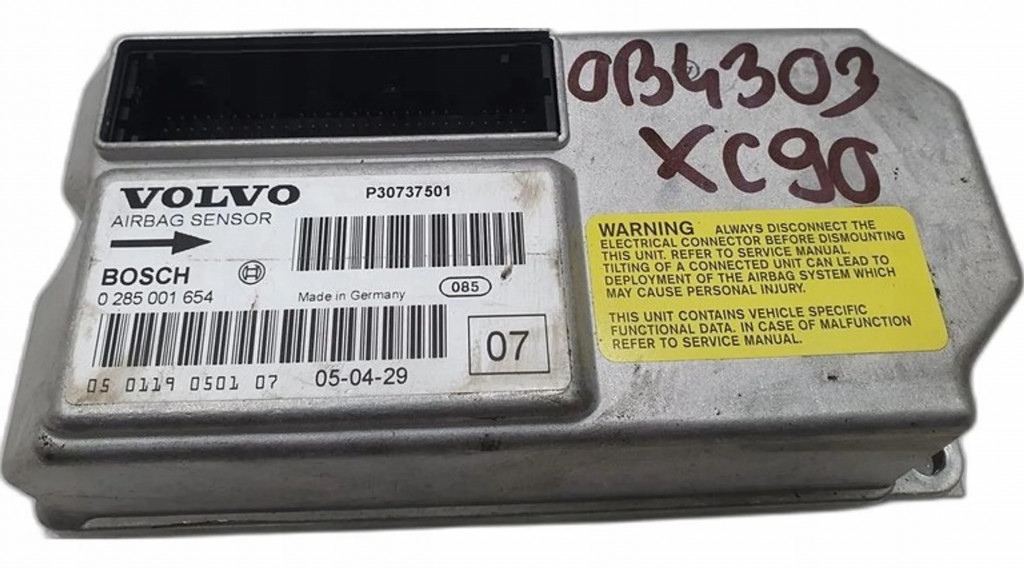 0B4303
XC90
VOLVO P30737501
AIRBAG SENSOR
BOSCH
0 285 001 654 Made in Germany 085
07
05 0119 0501 07 05-04-29
WARNING ALWAYS DISCONNECT THE
ELECTRICAL CONNECTOR BEFORE DISMOUNTING
THIS UNIT. REFER TO SERVICE MANUAL.
TILTING OF A CONNECTED UNIT CAN LEAD TO
DEPLOYMENT OF THE AIRBAG SYSTEM WHICH
MAY CAUSE PERSONAL INJURY.
THIS UNIT CONTAINS VEHICLE SPECIFIC
FUNCTIONAL DATA. IN CASE OF MALFUNCTION
REFER TO SERVICE MANUAL.